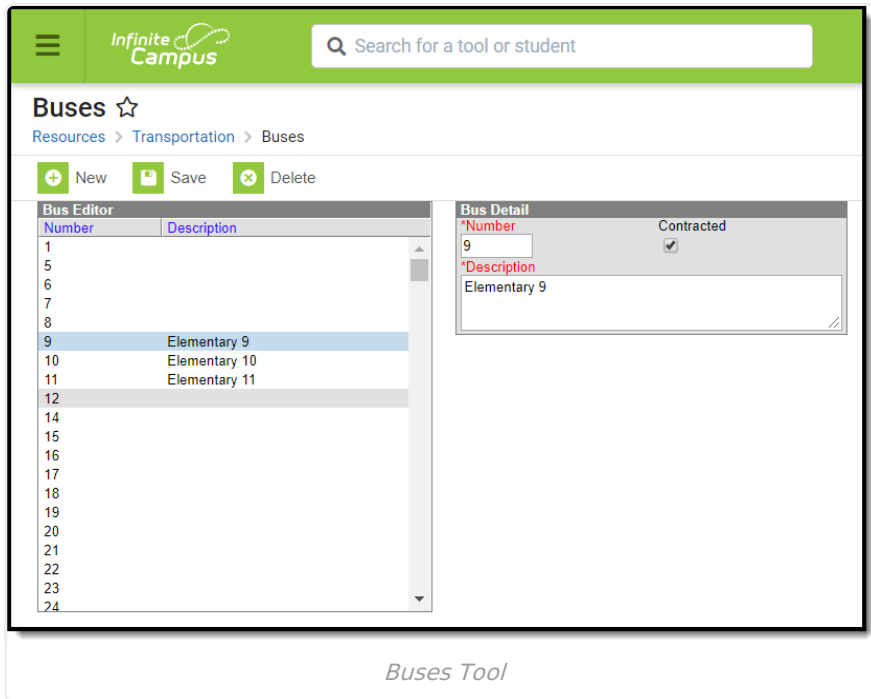 Infinite Campus
Search for a tool or student
Buses
Resources > Transportation > Buses
New Save Delete
Bus Editor
Number Description
1
5
6
7
8
9 Elementary 9
10 Elementary 10
11 Elementary 11
12
14
15
16
17
18
19
20
21
22
23
24
Bus Detail
*Number Contracted
9
*Description
Elementary 9
Buses Tool